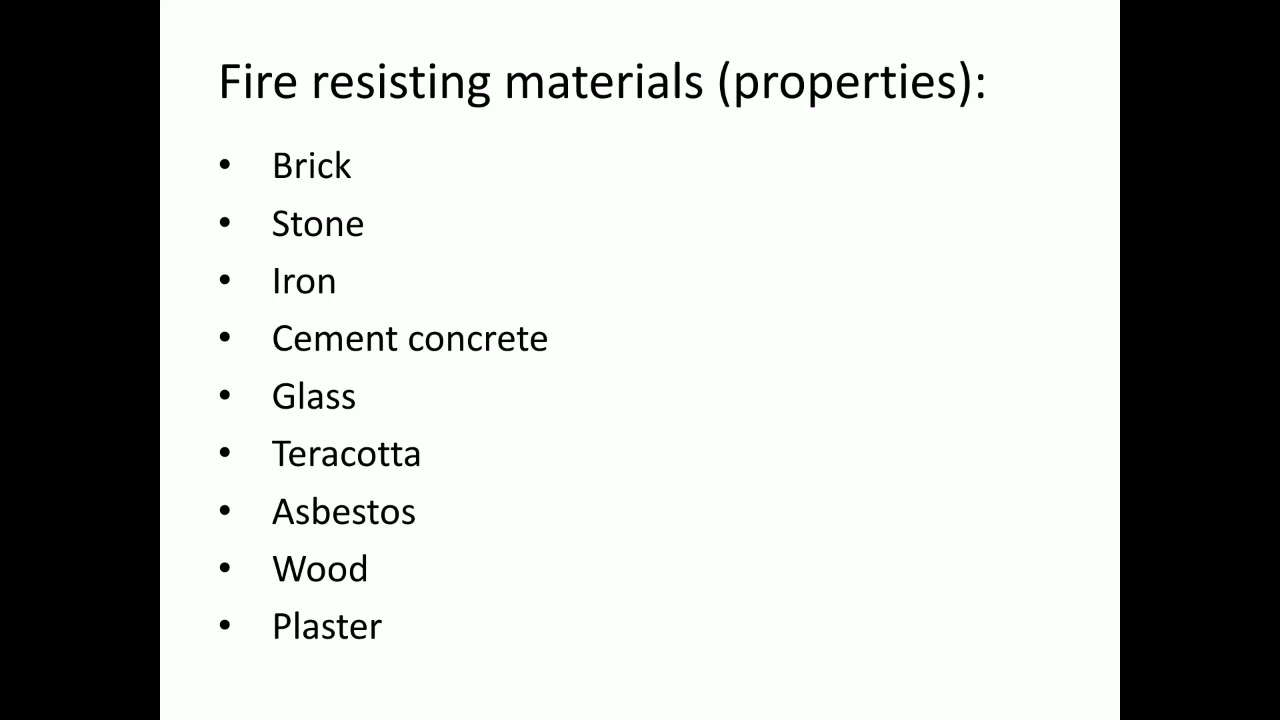 Fire resisting materials (properties):
• Brick
• Stone
• Iron
• Cement concrete
• Glass
• Teracotta
• Asbestos
• Wood
• Plaster